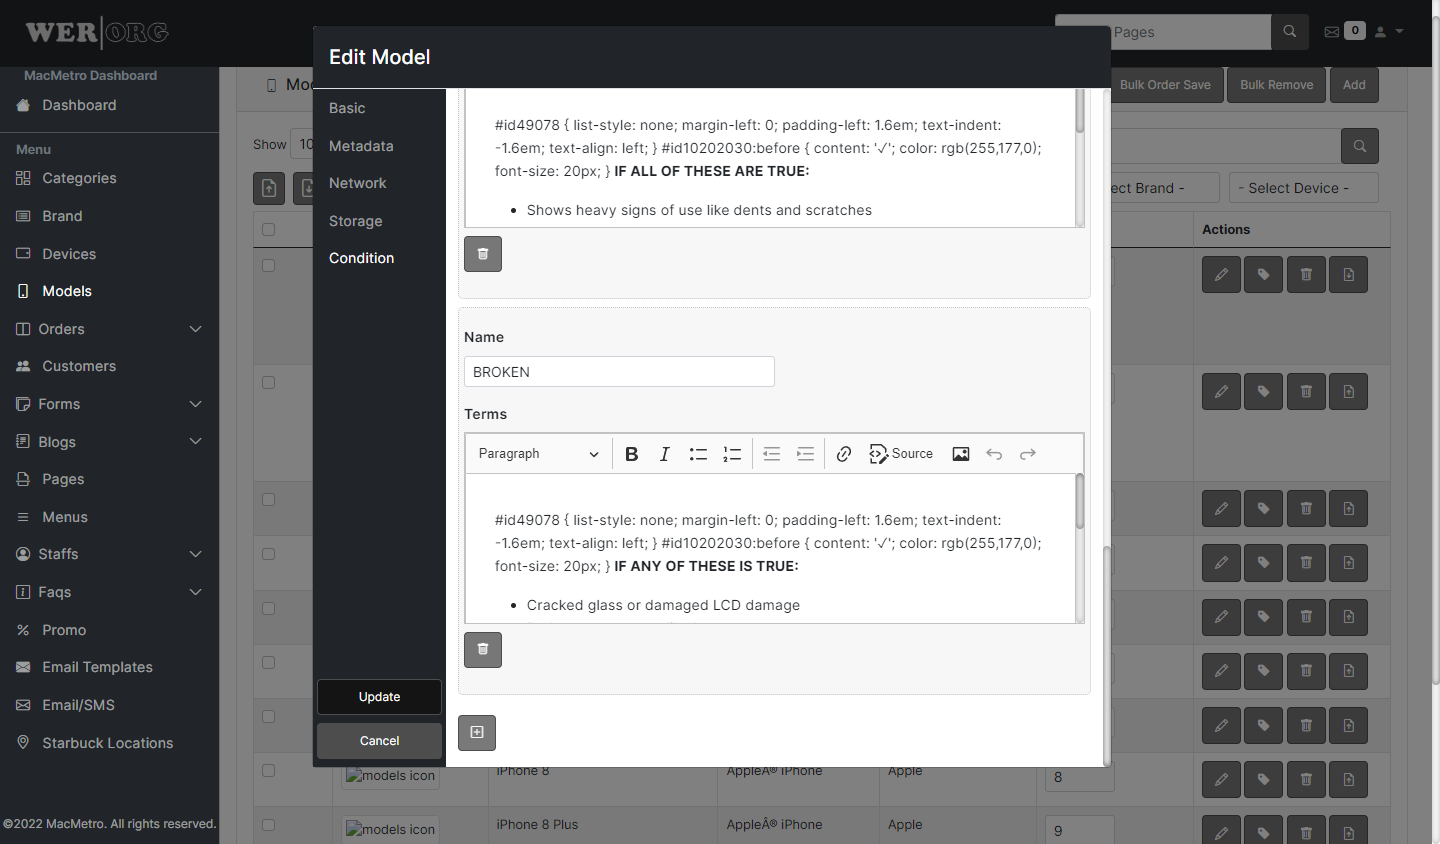 WER|ORG
Pages
0
Edit Model
MacMetro Dashboard
Dashboard
Menu
Categories
Brand
Devices
Models
Orders
Customers
Forms
Blogs
Pages
Menus
Staffs
Faqs
Promo
Email Templates
Email/SMS
Starbuck Locations
©2022 MacMetro. All rights reserved.
Bulk Order Save
Bulk Remove
Add
Show
- Select Device -
Actions
Basic
Metadata
Network
Storage
Condition
Update
Cancel
#id49078 { list-style: none; margin-left: 0; padding-left: 1.6em; text-indent:
-1.6em; text-align: left; } #id10202030:before { content: '✓'; color: rgb(255,177,0);
font-size: 20px; } IF ALL OF THESE ARE TRUE:
• Shows heavy signs of use like dents and scratches
Name
BROKEN
Terms
Paragraph
Source
#id49078 { list-style: none; margin-left: 0; padding-left: 1.6em; text-indent:
-1.6em; text-align: left; } #id10202030:before { content: '✓'; color: rgb(255,177,0);
font-size: 20px; } IF ANY OF THESE IS TRUE:
• Cracked glass or damaged LCD damage
models icon iPhone 8 AppleÂ® iPhone Apple 8
models icon iPhone 8 Plus AppleÂ® iPhone Apple 9